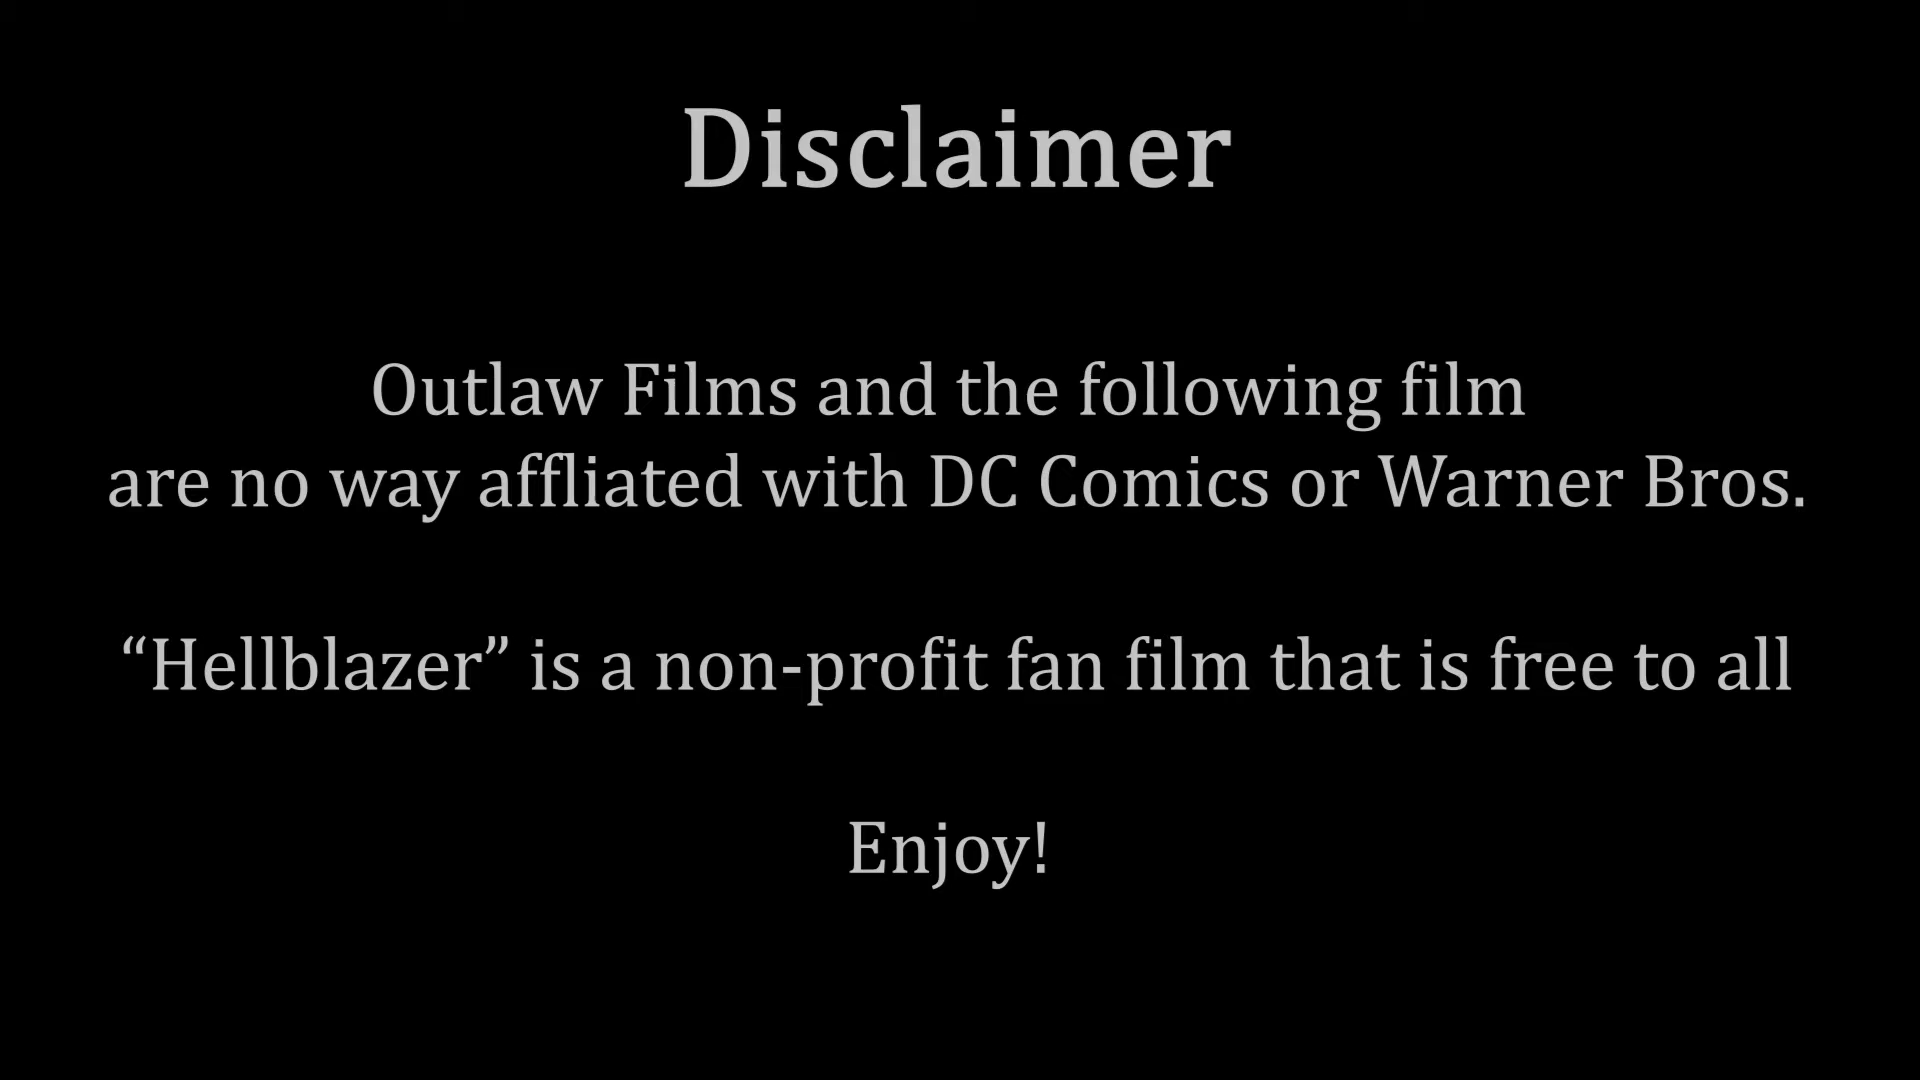 Disclaimer
Outlaw Films and the following film
are no way affliated with DC Comics or Warner Bros.
“Hellblazer” is a non-profit fan film that is free to all
Enjoy!